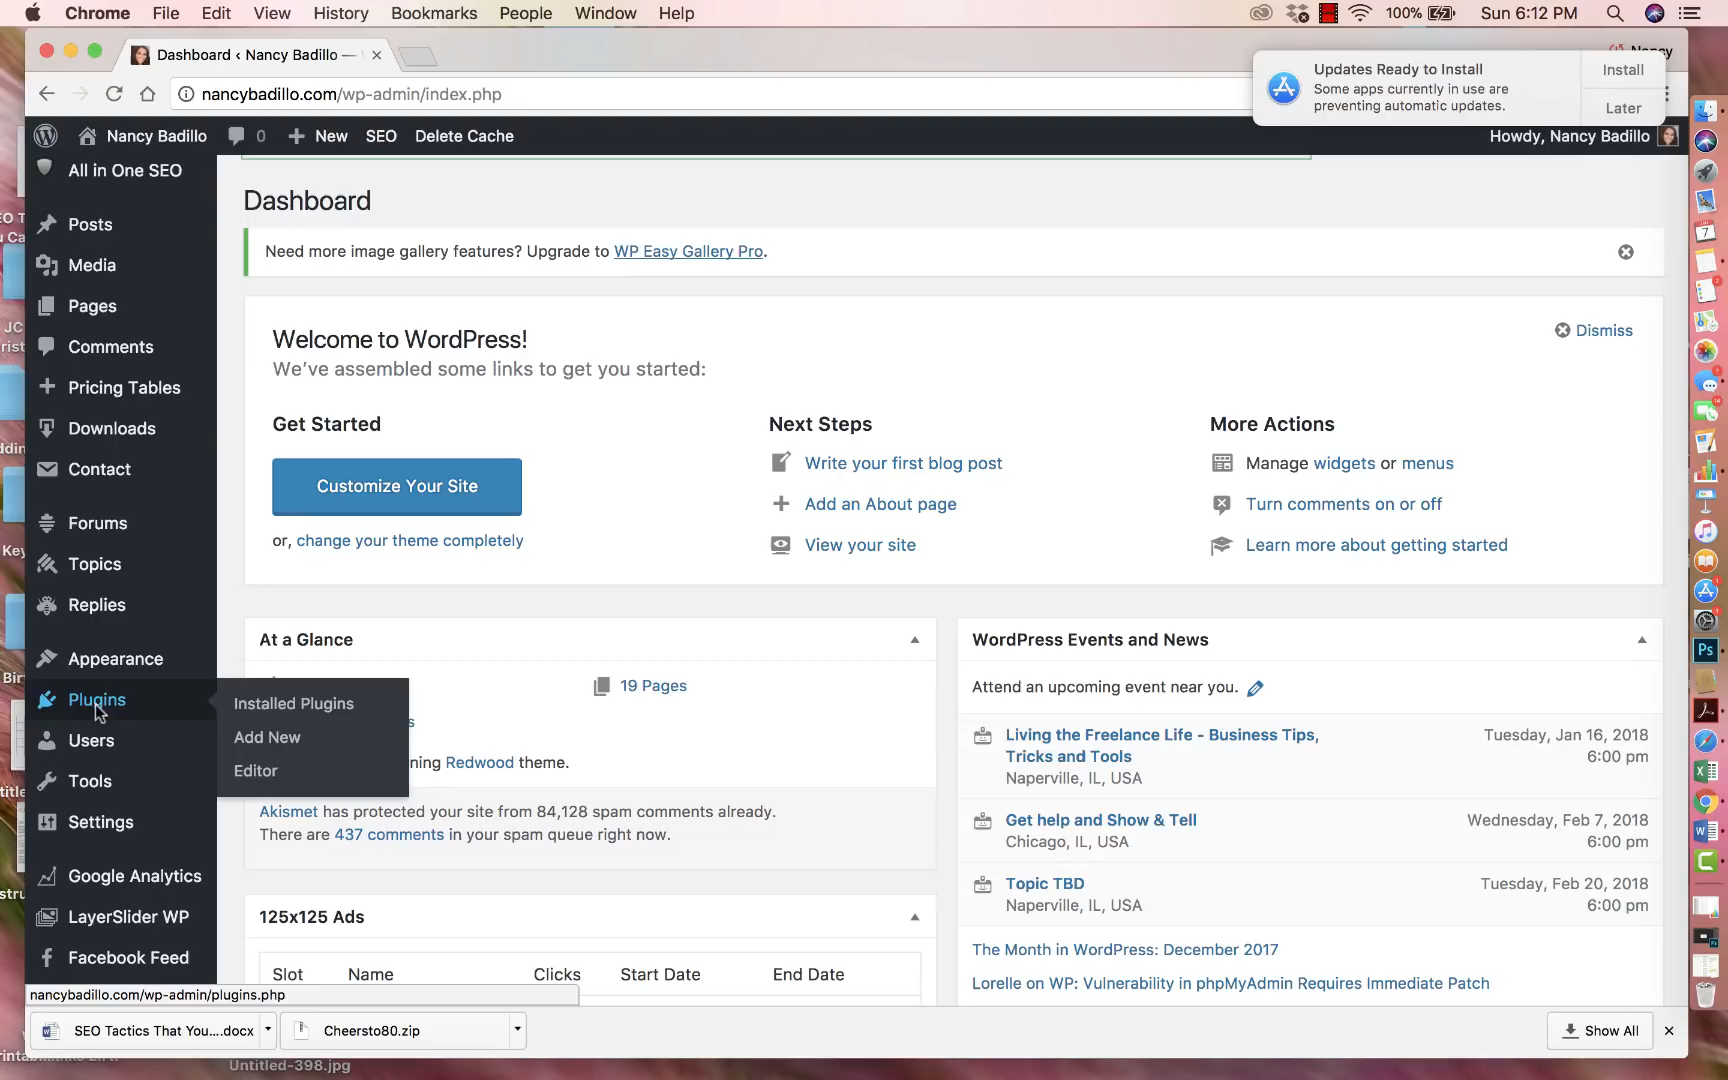 Chrome File Edit View History Bookmarks People Window Help 100% Sun 6:12 PM
Dashboard ‹ Nancy Badillo —
Nancy
nancybadillo.com/wp-admin/index.php
Updates Ready to Install
Some apps currently in use are
preventing automatic updates.
Install
Later
Nancy Badillo 0 New SEO Delete Cache Howdy, Nancy Badillo
All in One SEO
Posts
Media
Pages
Comments
Pricing Tables
Downloads
Contact
Forums
Topics
Replies
Appearance
Plugins
Users
Tools
Settings
Google Analytics
LayerSlider WP
Facebook Feed
Installed Plugins
Add New
Editor
Dashboard
Need more image gallery features? Upgrade to WP Easy Gallery Pro.
Welcome to WordPress!
We've assembled some links to get you started:
Dismiss
Get Started
Customize Your Site
or, change your theme completely
Next Steps
Write your first blog post
Add an About page
View your site
More Actions
Manage widgets or menus
Turn comments on or off
Learn more about getting started
At a Glance
19 Pages
ning Redwood theme.
Akismet has protected your site from 84,128 spam comments already.
There are 437 comments in your spam queue right now.
125x125 Ads
Slot Name Clicks Start Date End Date
WordPress Events and News
Attend an upcoming event near you.
Living the Freelance Life - Business Tips, Tuesday, Jan 16, 2018
Tricks and Tools 6:00 pm
Naperville, IL, USA
Get help and Show & Tell Wednesday, Feb 7, 2018
Chicago, IL, USA 6:00 pm
Topic TBD Tuesday, Feb 20, 2018
Naperville, IL, USA 6:00 pm
The Month in WordPress: December 2017
Lorelle on WP: Vulnerability in phpMyAdmin Requires Immediate Patch
nancybadillo.com/wp-admin/plugins.php
SEO Tactics That You....docx Cheersto80.zip Show All
Untitled-398.jpg